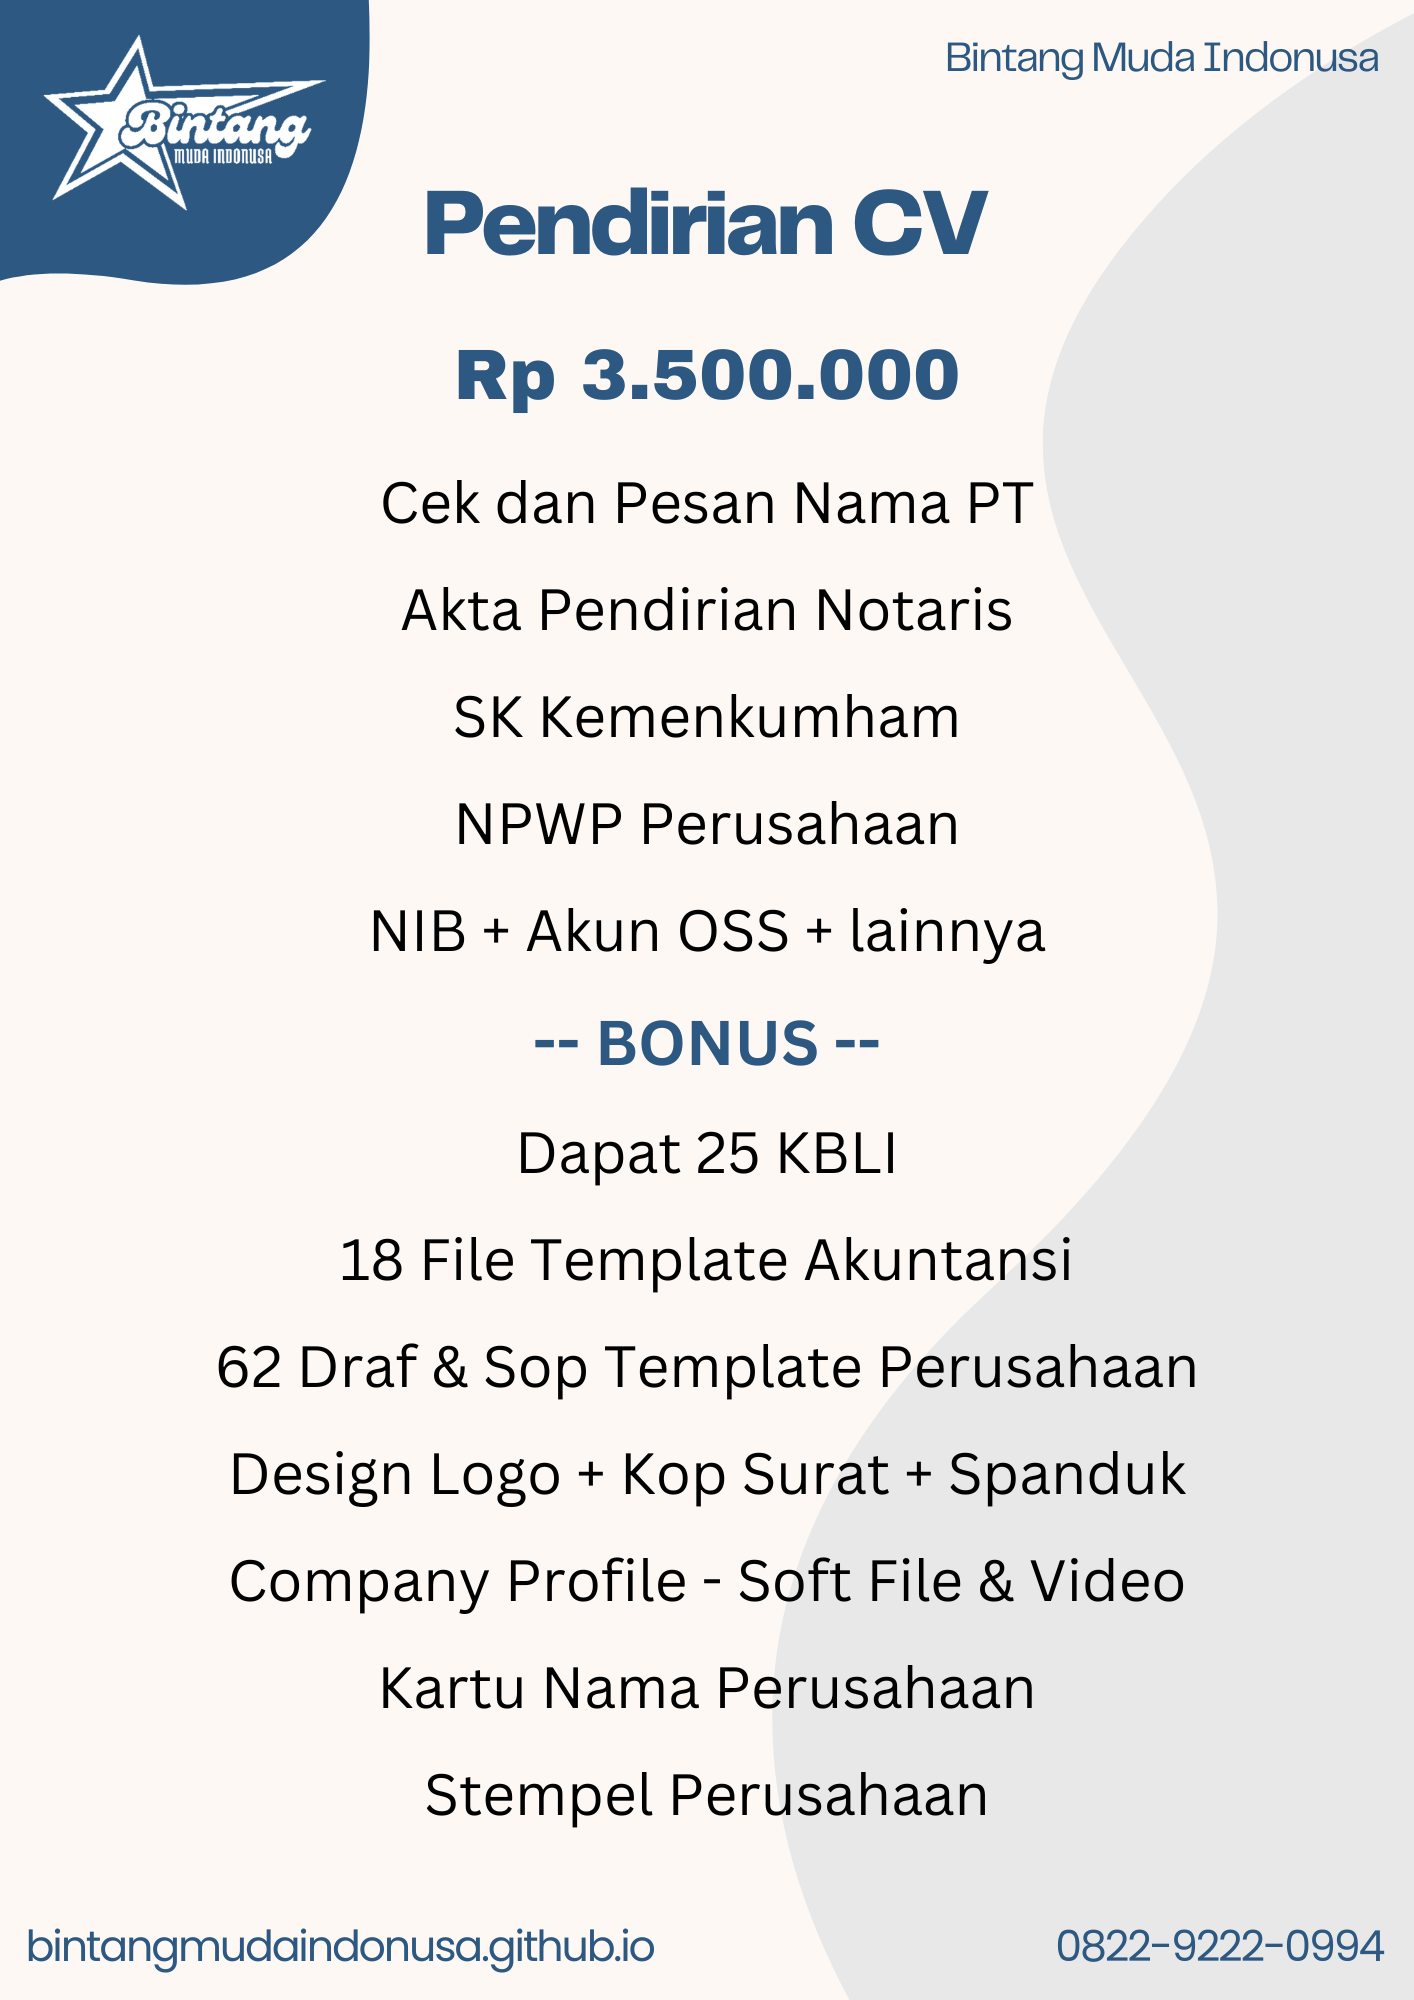 Bintang
MUDA INDONUSA
Bintang Muda Indonusa
Pendirian CV
Rp 3.500.000
Cek dan Pesan Nama PT
Akta Pendirian Notaris
SK Kemenkumham
NPWP Perusahaan
NIB + Akun OSS + lainnya
-- BONUS --
Dapat 25 KBLI
18 File Template Akuntansi
62 Draf & Sop Template Perusahaan
Design Logo + Kop Surat + Spanduk
Company Profile - Soft File & Video
Kartu Nama Perusahaan
Stempel Perusahaan
bintangmudaindonusa.github.io
0822-9222-0994